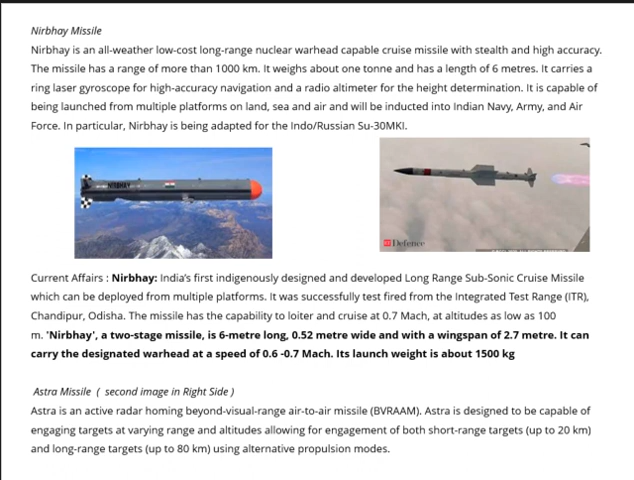 Nirbhay Missile
Nirbhay is an all-weather low-cost long-range nuclear warhead capable cruise missile with stealth and high accuracy.
The missile has a range of more than 1000 km. It weighs about one tonne and has a length of 6 metres. It carries a
ring laser gyroscope for high-accuracy navigation and a radio altimeter for the height determination. It is capable of
being launched from multiple platforms on land, sea and air and will be inducted into Indian Navy, Army, and Air
Force. In particular, Nirbhay is being adapted for the Indo/Russian Su-30MKI.
NIRBHAY
ET Defence
Current Affairs : Nirbhay: India's first indigenously designed and developed Long Range Sub-Sonic Cruise Missile
which can be deployed from multiple platforms. It was successfully test fired from the Integrated Test Range (ITR),
Chandipur, Odisha. The missile has the capability to loiter and cruise at 0.7 Mach, at altitudes as low as 100
m. 'Nirbhay', a two-stage missile, is 6-metre long, 0.52 metre wide and with a wingspan of 2.7 metre. It can
carry the designated warhead at a speed of 0.6 -0.7 Mach. Its launch weight is about 1500 kg
Astra Missile ( second image in Right Side )
Astra is an active radar homing beyond-visual-range air-to-air missile (BVRAAM). Astra is designed to be capable of
engaging targets at varying range and altitudes allowing for engagement of both short-range targets (up to 20 km)
and long-range targets (up to 80 km) using alternative propulsion modes.